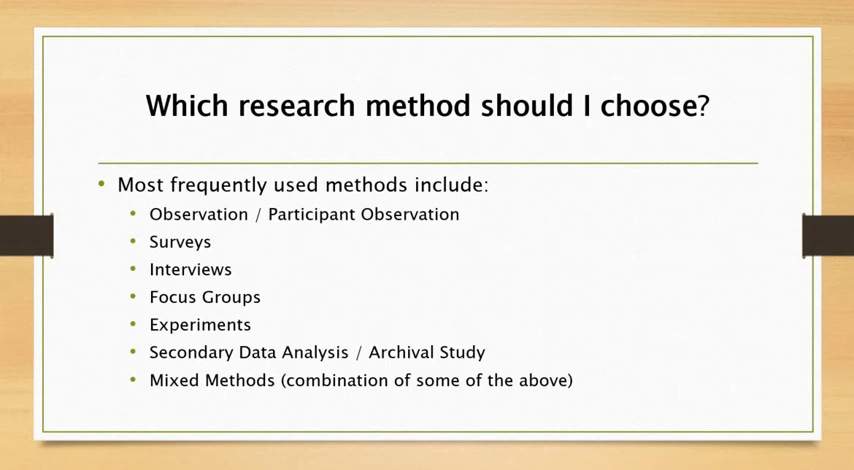 Which research method should I choose?
• Most frequently used methods include:
• Observation / Participant Observation
• Surveys
• Interviews
• Focus Groups
• Experiments
• Secondary Data Analysis / Archival Study
• Mixed Methods (combination of some of the above)